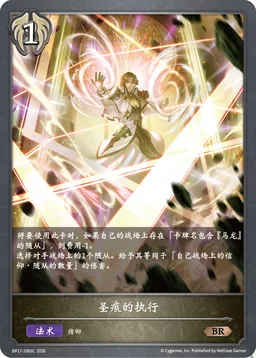 1
将要使用此卡时,如果自己的战场上存在「卡牌名包含『马龙』
的随从」,则费用-1。
选择对手战场上的1个随从。给予其等同于「自己战场上的信
仰·随从的数量」的伤害。
圣痕的执行
法术 信仰 BR
© Cygames, Inc. Published by NetEase Games